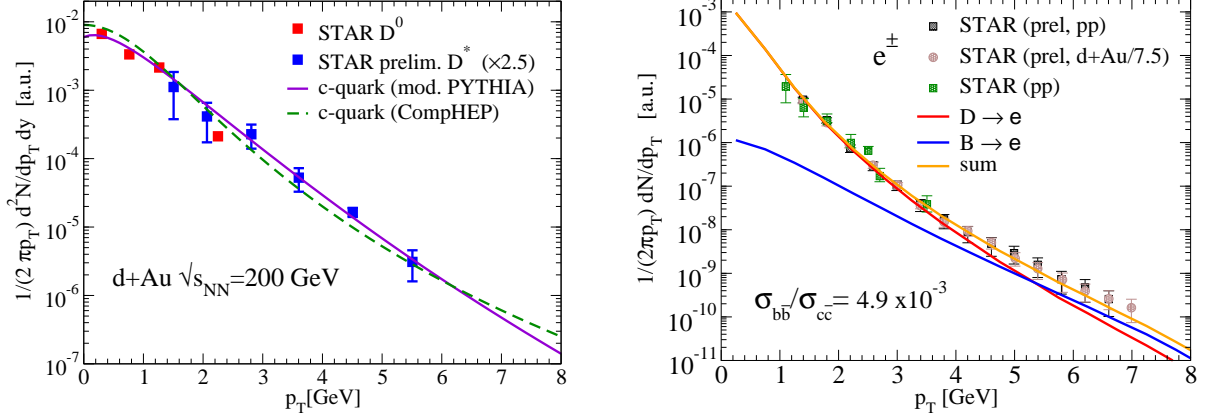 10⁻²
10⁻³
10⁻⁴
10⁻⁵
10⁻⁶
10⁻⁷
1/(2 πp_T) d²N/dp_T dy [a.u.]
STAR D⁰
STAR prelim. D* (×2.5)
c-quark (mod. PYTHIA)
c-quark (CompHEP)
d+Au √s_NN=200 GeV
0 1 2 3 4 5 6 7 8
p_T[GeV]
10⁻³
10⁻⁴
10⁻⁵
10⁻⁶
10⁻⁷
10⁻⁸
10⁻⁹
10⁻¹⁰
10⁻¹¹
1/(2πp_T) dN/dp_T [a.u.]
e±
STAR (prel, pp)
STAR (prel, d+Au/7.5)
STAR (pp)
D → e
B → e
sum
σ_bb̅/σ_cc̅= 4.9 x10⁻³
0 1 2 3 4 5 6 7 8
p_T [GeV]